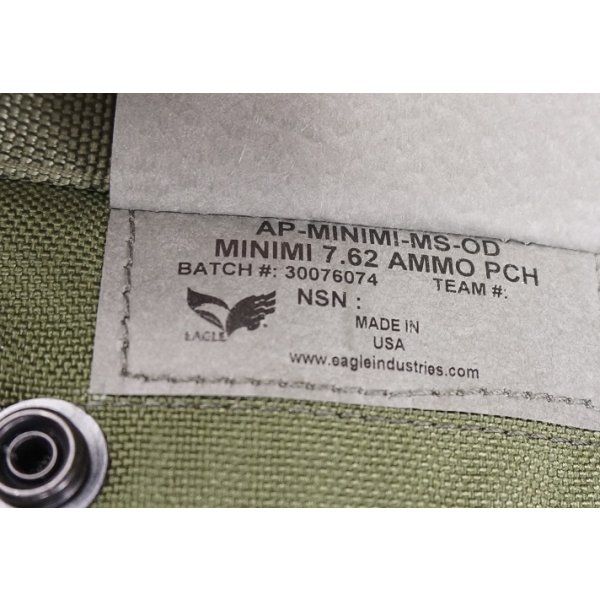 AP-MINIMI-MS-OD
MINIMI 7.62 AMMO PCH
BATCH #: 30076074 TEAM #:
NSN :
EAGLE
MADE IN
USA
www.eagleindustries.com